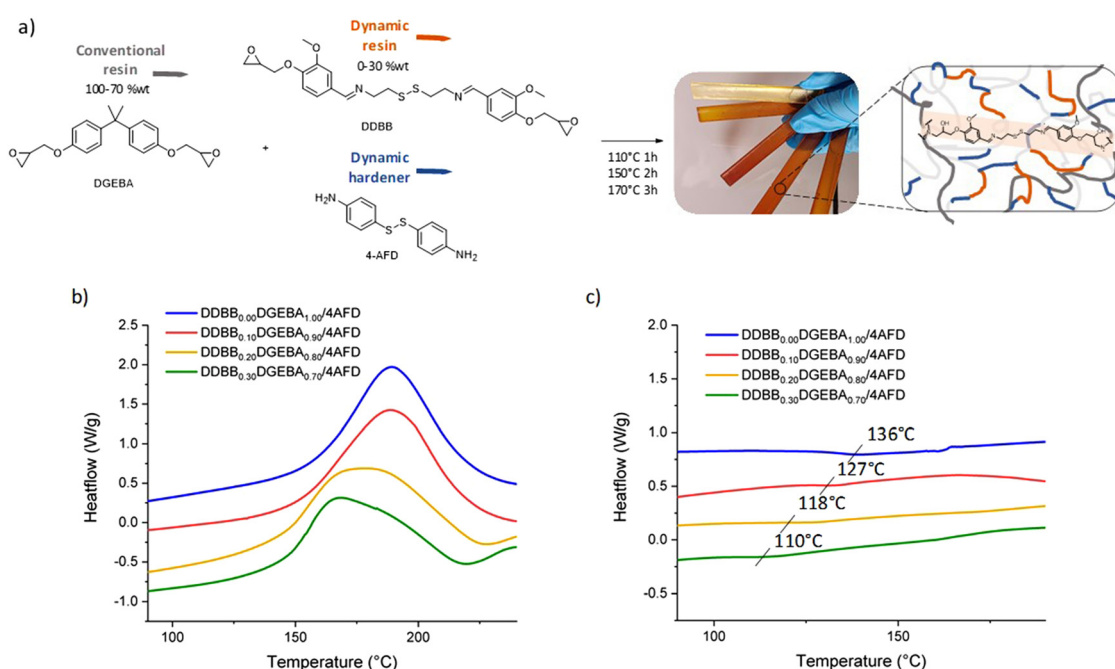 a)
Conventional
resin
100-70 %wt
DGEBA
+
Dynamic
resin
0-30 %wt
DDBB
Dynamic
hardener
NH₂
NH₂
4-AFD
110°C 1h
150°C 2h
170°C 3h
b)
DDBB₀.₀₀DGEBA₁.₀₀/4AFD
DDBB₀.₁₀DGEBA₀.₉₀/4AFD
DDBB₀.₂₀DGEBA₀.₈₀/4AFD
DDBB₀.₃₀DGEBA₀.₇₀/4AFD
Heatflow (W/g)
2.5
2.0
1.5
1.0
0.5
0.0
-0.5
-1.0
100
150
200
Temperature (°C)
c)
DDBB₀.₀₀DGEBA₁.₀₀/4AFD
DDBB₀.₁₀DGEBA₀.₉₀/4AFD
DDBB₀.₂₀DGEBA₀.₈₀/4AFD
DDBB₀.₃₀DGEBA₀.₇₀/4AFD
136°C
127°C
118°C
110°C
Heatflow (W/g)
2.0
1.5
1.0
0.5
0.0
-0.5
100
150
Temperature (°C)